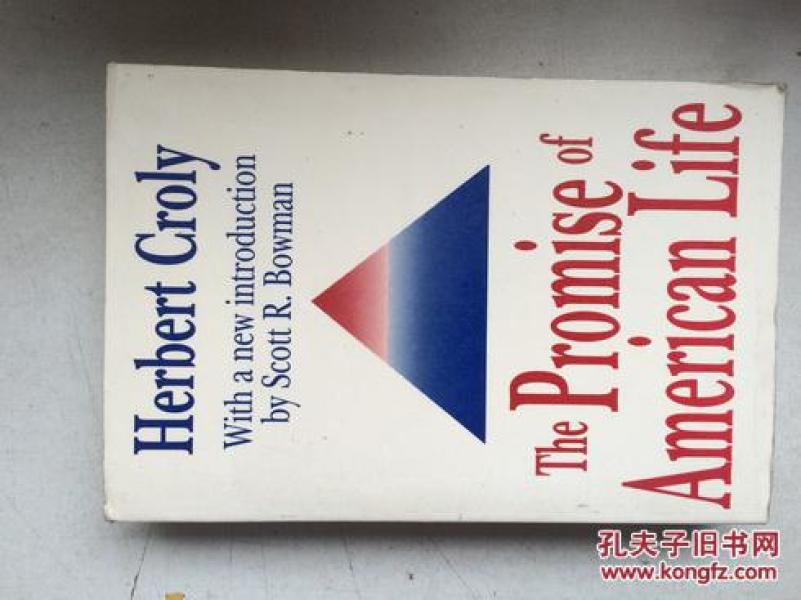 Herbert Croly
With a new introduction
by Scott R. Bowman
The Promise of
American Life
孔夫子旧书网
www.kongfz.com